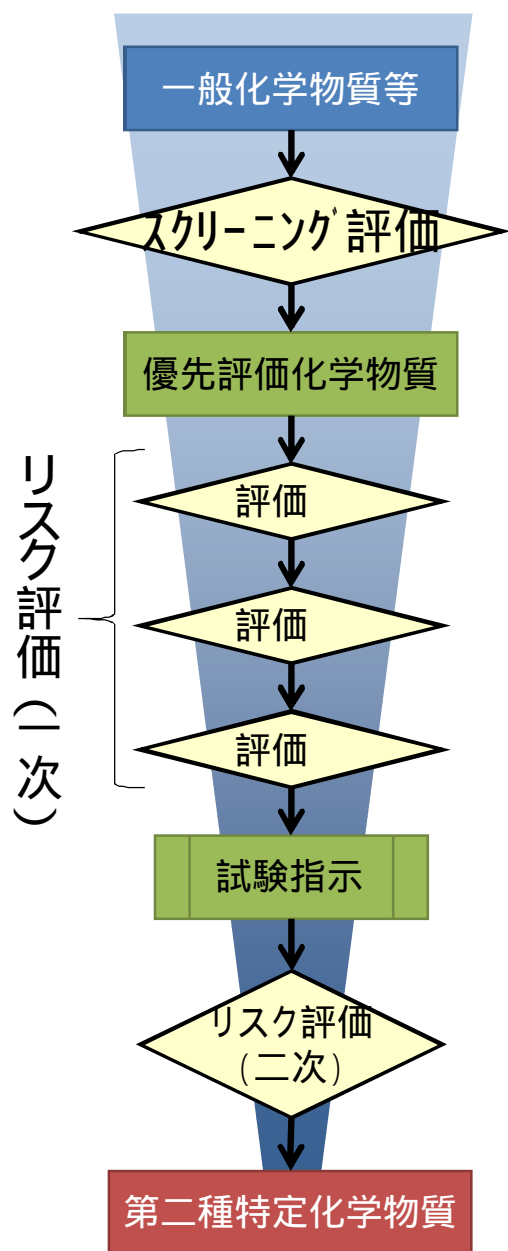 一般化学物質等
スクリーニング評価
優先評価化学物質
リスク評価(一次)
評価
評価
評価
試験指示
リスク評価
(二次)
第二種特定化学物質